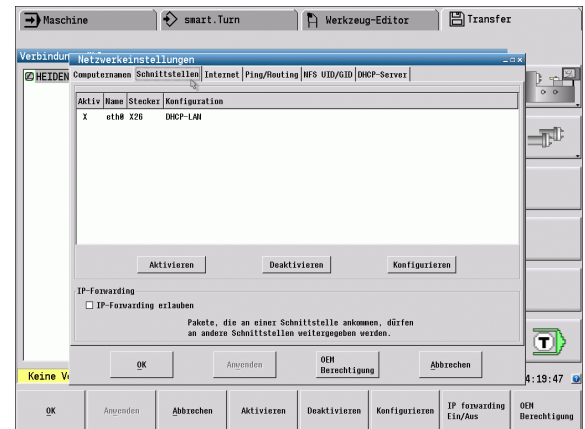 Maschine
smart.Turn
Werkzeug-Editor
Transfer
Netzwerkeinstellungen
HEIDEN
Computernamen Schnittstellen Internet Ping/Routing NFS UID/GID DHCP-Server
Aktiv Name Stecker Konfiguration
X eth0 X26 DHCP-LAN
Aktivieren Deaktivieren Konfigurieren
IP-Forwarding
IP-Forwarding erlauben
Pakete, die an einer Schnittstelle ankommen, dürfen
an andere Schnittstellen weitergegeben werden.
OK Anwenden OEM Berechtigung Abbrechen
T
Keine
4:19:47
OK Anwenden Abbrechen Aktivieren Deaktivieren Konfigurieren IP forwarding Ein/Aus OEM Berechtigung